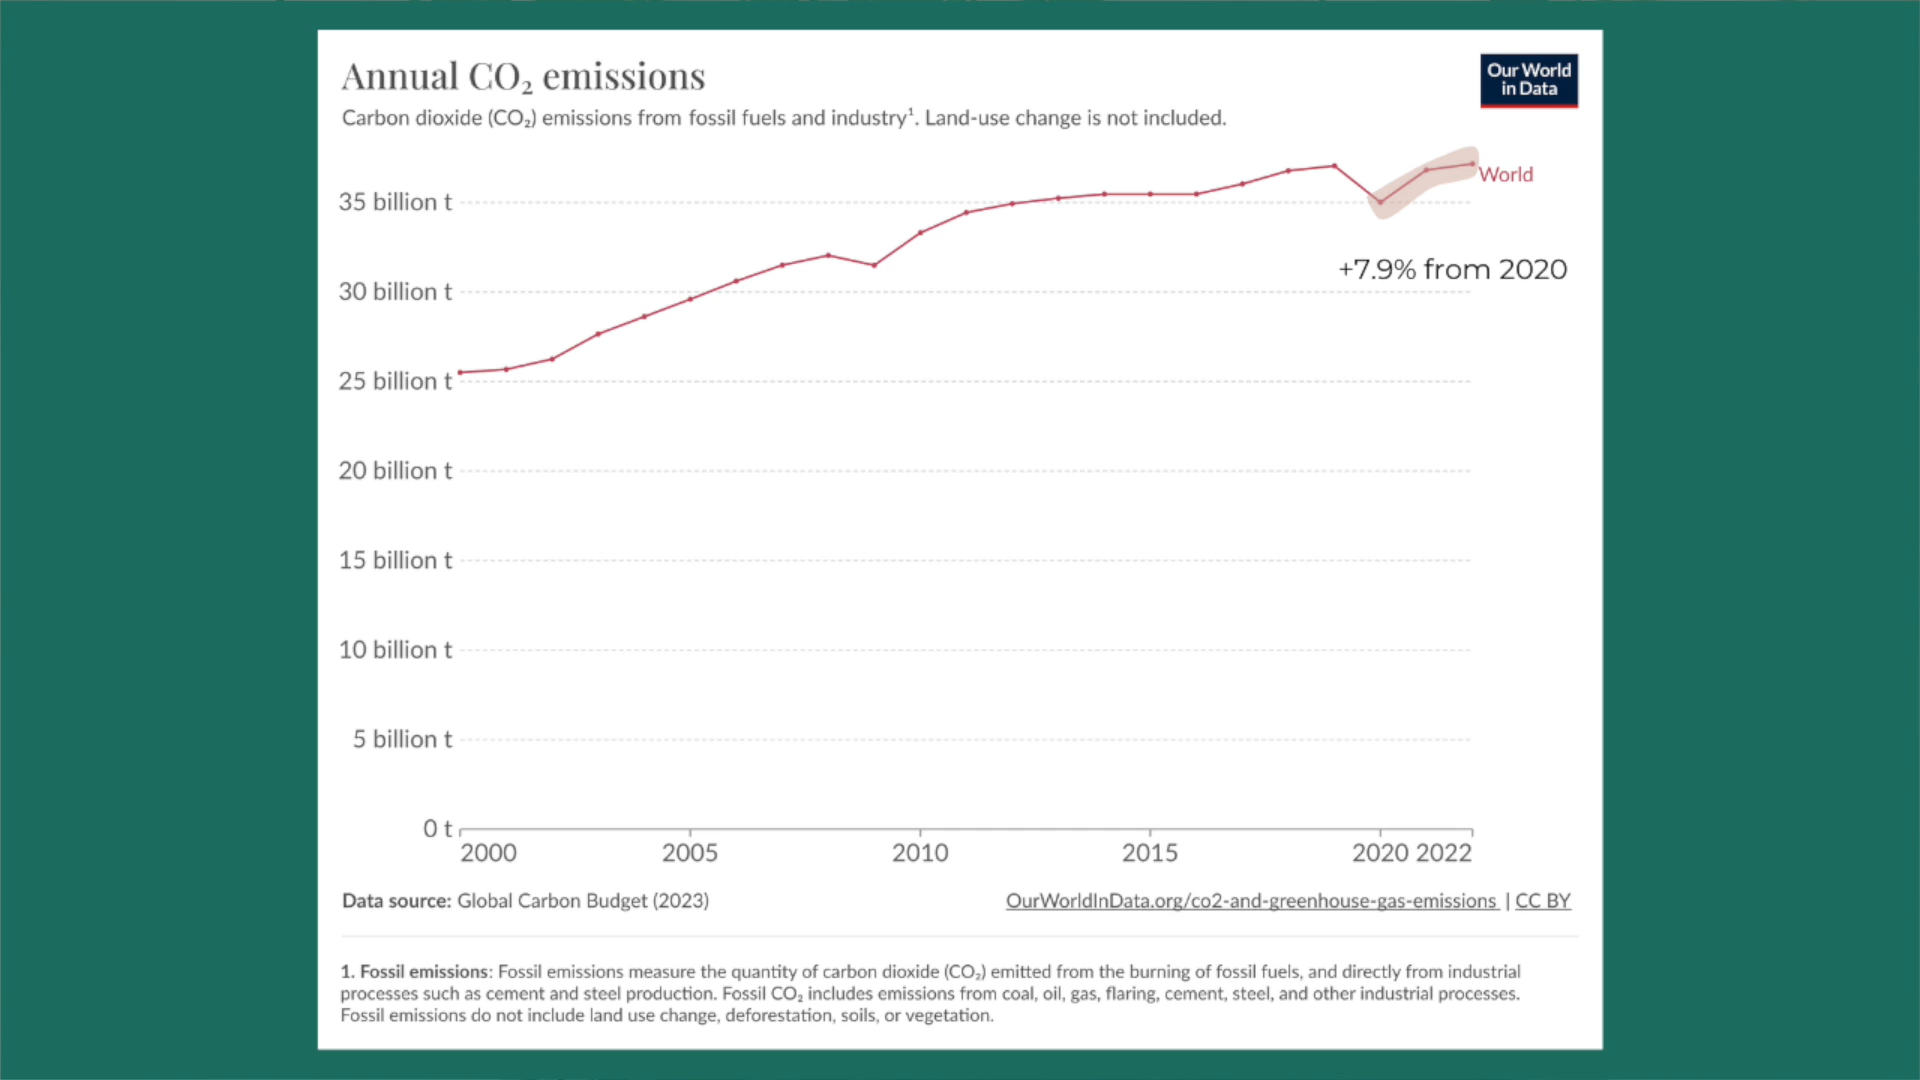 Annual CO₂ emissions
Our World
in Data
Carbon dioxide (CO₂) emissions from fossil fuels and industry¹. Land-use change is not included.
World
35 billion t
+7.9% from 2020
30 billion t
25 billion t
20 billion t
15 billion t
10 billion t
5 billion t
0 t
2000 2005 2010 2015 2020 2022
Data source: Global Carbon Budget (2023)
OurWorldInData.org/co2-and-greenhouse-gas-emissions | CC BY
1. Fossil emissions: Fossil emissions measure the quantity of carbon dioxide (CO₂) emitted from the burning of fossil fuels, and directly from industrial
processes such as cement and steel production. Fossil CO₂ includes emissions from coal, oil, gas, flaring, cement, steel, and other industrial processes.
Fossil emissions do not include land use change, deforestation, soils, or vegetation.